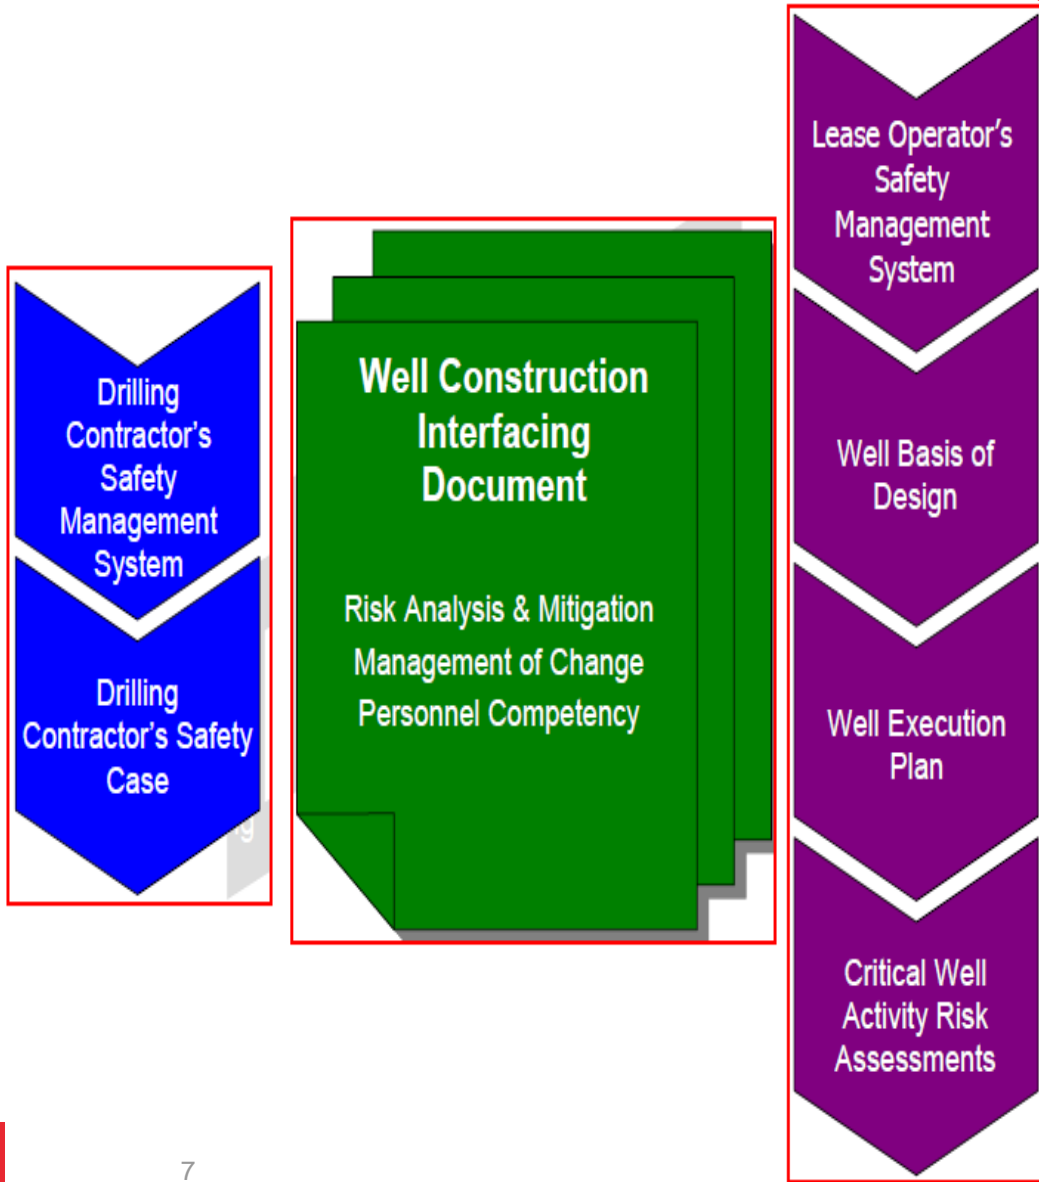 Drilling
Contractor's
Safety
Management
System
Drilling
Contractor's Safety
Case
Well Construction
Interfacing
Document
Risk Analysis & Mitigation
Management of Change
Personnel Competency
Lease Operator's
Safety
Management
System
Well Basis of
Design
Well Execution
Plan
Critical Well
Activity Risk
Assessments
7